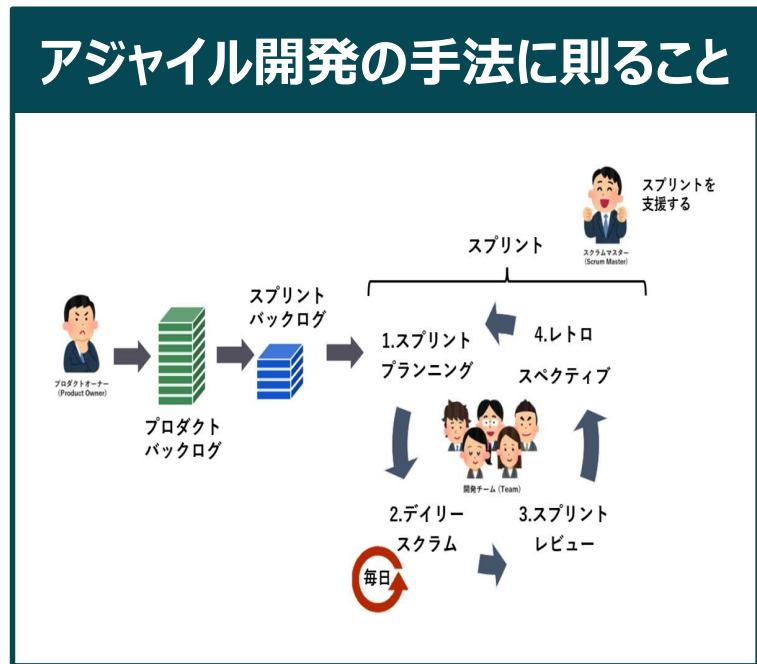 アジャイル開発の手法に則ること
スプリントを
支援する
スクラムマスター
(Scrum Master)
スプリント
スプリント
バックログ
プロダクトオーナー
(Product Owner)
プロダクト
バックログ
1.スプリント
プランニング
4.レトロ
スペクティブ
開発チーム (Team)
2.デイリー
スクラム
毎日
3.スプリント
レビュー